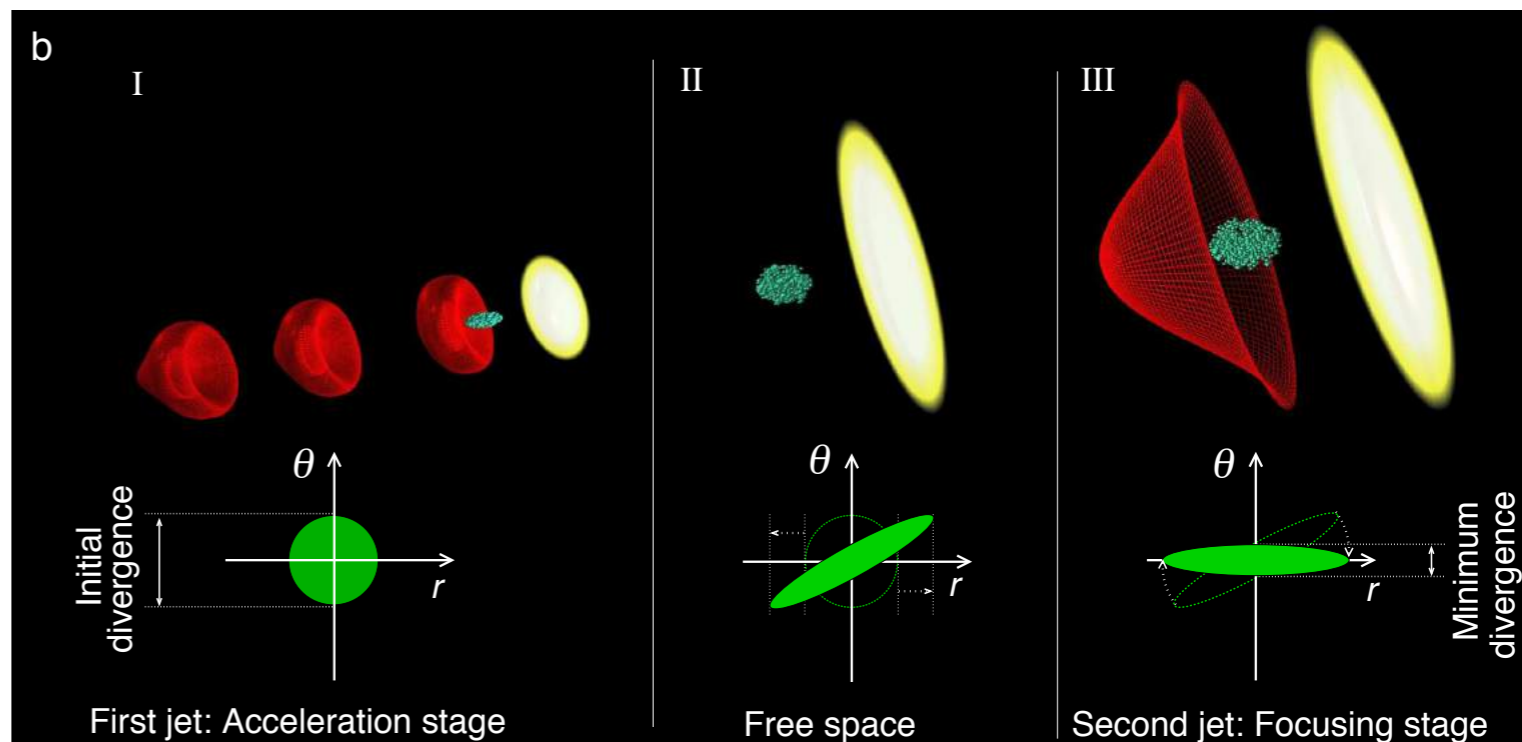 b
I
II
III
θ
r
Initial
divergence
θ
r
θ
r
Minimum
divergence
First jet: Acceleration stage
Free space
Second jet: Focusing stage